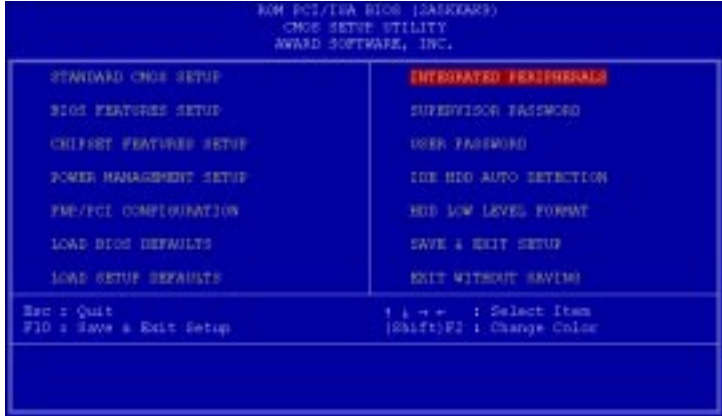 ROM PCI/ISA BIOS (2A5KKAR9)
CMOS SETUP UTILITY
AWARD SOFTWARE, INC.
STANDARD CMOS SETUP
BIOS FEATURES SETUP
CHIPSET FEATURES SETUP
POWER MANAGEMENT SETUP
PNP/PCI CONFIGURATION
LOAD BIOS DEFAULTS
LOAD SETUP DEFAULTS
INTEGRATED PERIPHERALS
SUPERVISOR PASSWORD
USER PASSWORD
IDE HDD AUTO DETECTION
HDD LOW LEVEL FORMAT
SAVE & EXIT SETUP
EXIT WITHOUT SAVING
Esc : Quit
F10 : Save & Exit Setup
↑ ↓ → ← : Select Item
(Shift)F2 : Change Color